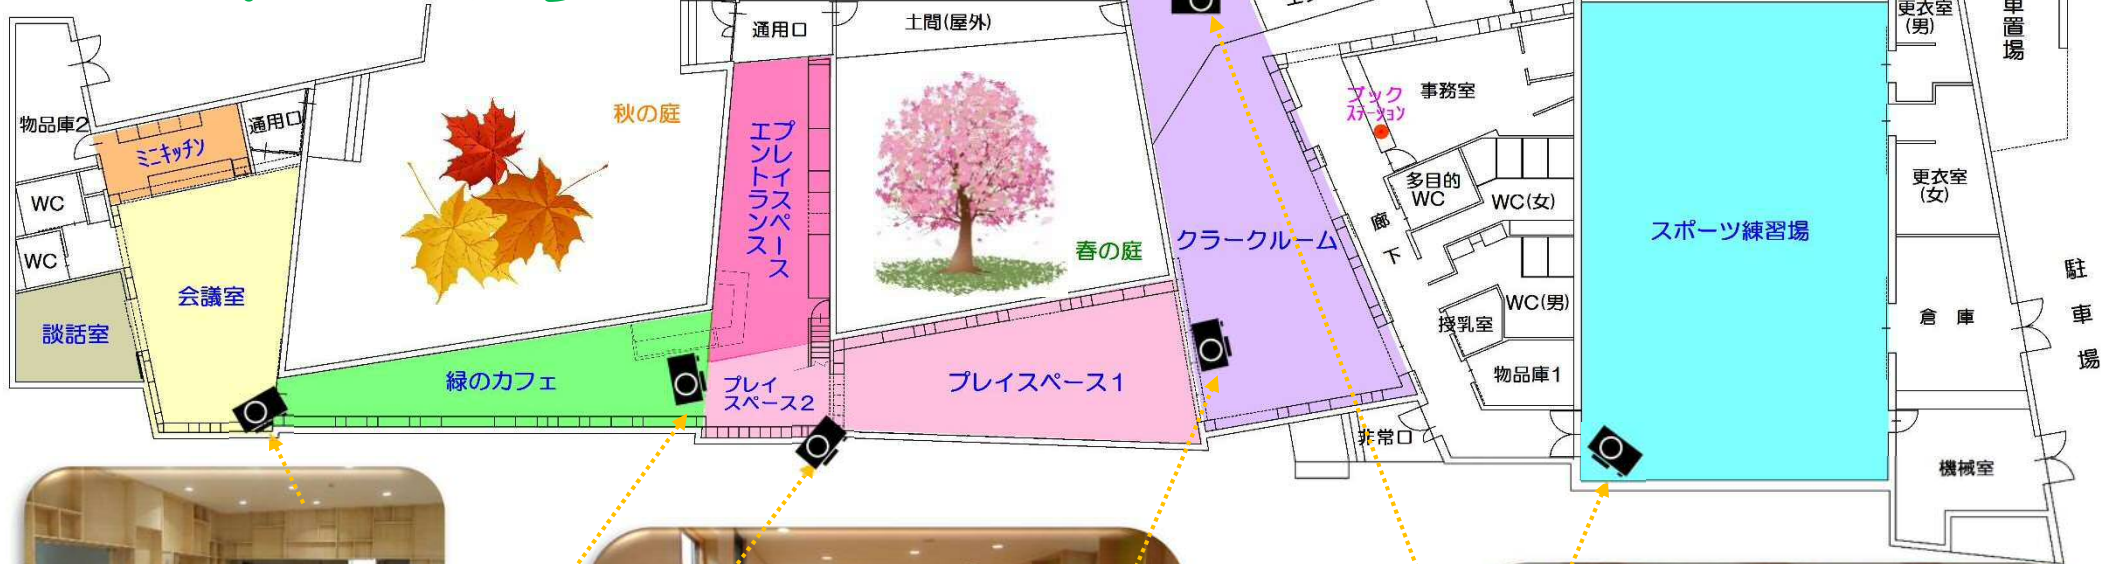 通用口
土間(屋外)
更衣室
(男)
車置場
物品庫2
ミニキッチン
通用口
秋の庭
プレイスペース
エントランス
ブック
ステーション
事務室
WC
多目的
WC
WC(女)
更衣室
(女)
春の庭
クラークルーム
廊下
スポーツ練習場
WC
会議室
談話室
WC(男)
授乳室
倉庫
駐車場
緑のカフェ
プレイ
スペース2
プレイスペース1
物品庫1
非常口
機械室